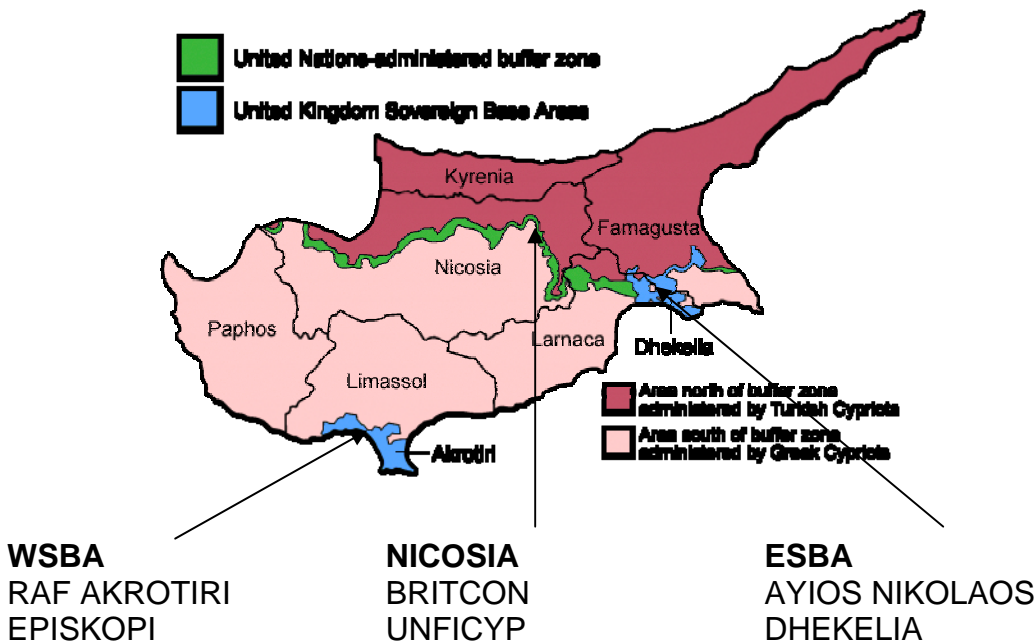 United Nations-administered buffer zone
United Kingdom Sovereign Base Areas
Kyrenia
Famagusta
Nicosia
Paphos
Larnaca
Dhekelia
Limassol
Area north of buffer zone
administered by Turkish Cypriots
Area south of buffer zone
administered by Greek Cypriots
Akrotiri
WSBA
RAF AKROTIRI
EPISKOPI
NICOSIA
BRITCON
UNFICYP
ESBA
AYIOS NIKOLAOS
DHEKELIA